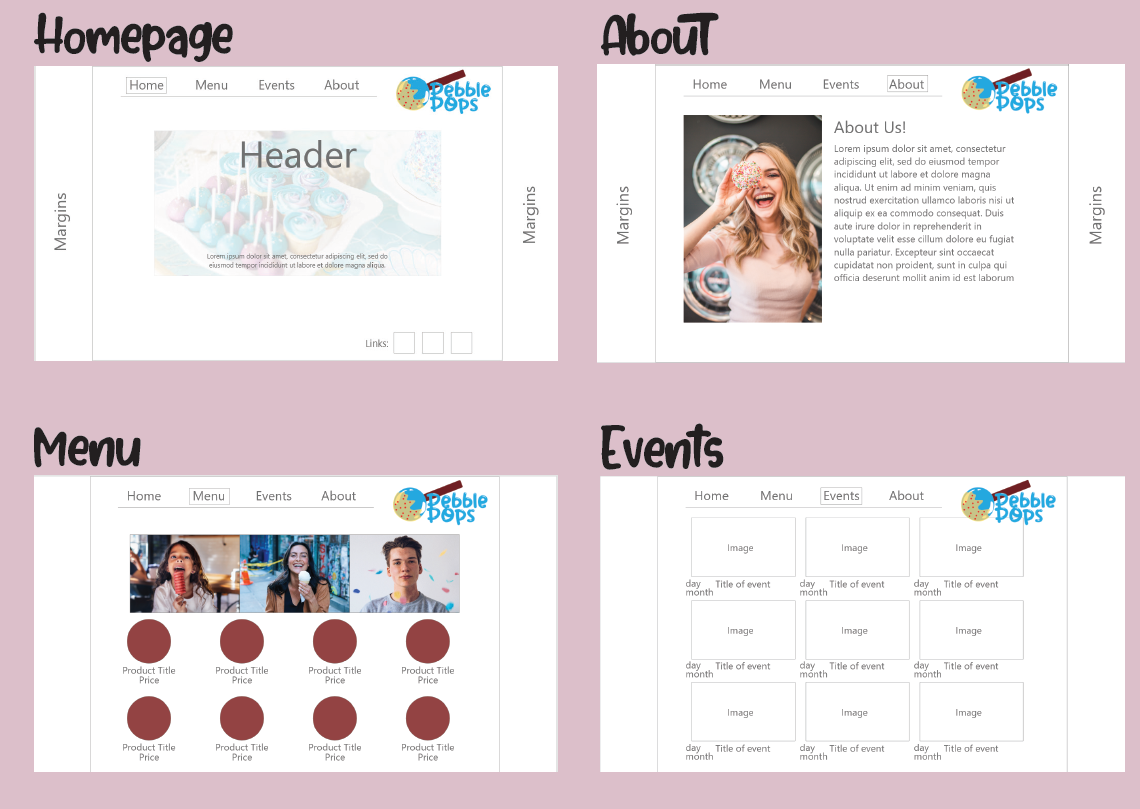 Homepage
Home Menu Events About
Pebble
POPS
Header
Lorem ipsum dolor sit amet, consectetur adipiscing elit, sed do
eiusmod tempor incididunt ut labore et dolore magna aliqua.
Margins
Margins
Links:
About
Home Menu Events About
Pebble
POPS
About Us!
Lorem ipsum dolor sit amet, consectetur
adipiscing elit, sed do eiusmod tempor
incididunt ut labore et dolore magna
aliqua. Ut enim ad minim veniam, quis
nostrud exercitation ullamco laboris nisi ut
aliquip ex ea commodo consequat. Duis
aute irure dolor in reprehenderit in
voluptate velit esse cillum dolore eu fugiat
nulla pariatur. Excepteur sint occaecat
cupidatat non proident, sunt in culpa qui
officia deserunt mollit anim id est laborum
Margins
Margins
Menu
Home Menu Events About
Pebble
POPS
Product Title Product Title Product Title Product Title
Price Price Price Price
Product Title Product Title Product Title Product Title
Price Price Price Price
Events
Home Menu Events About
Pebble
POPS
Image Image Image
day Title of event day Title of event day Title of event
month month month
Image Image Image
day Title of event day Title of event day Title of event
month month month
Image Image Image
day Title of event day Title of event day Title of event
month month month